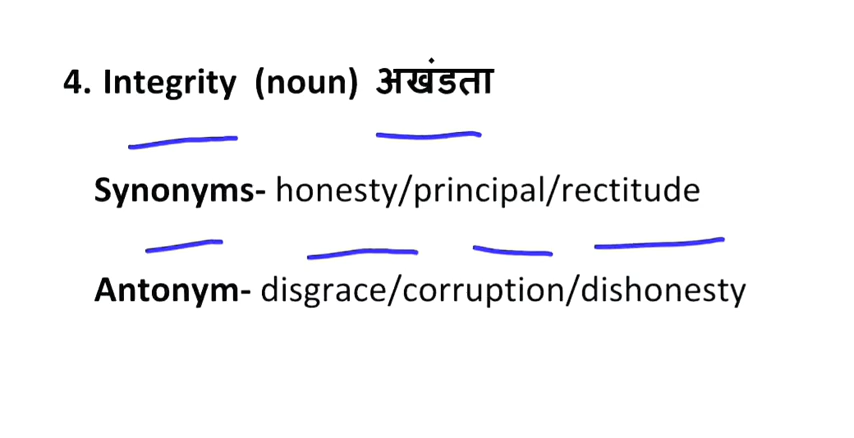 4. Integrity (noun) अखंडता
Synonyms- honesty/principal/rectitude
Antonym- disgrace/corruption/dishonesty